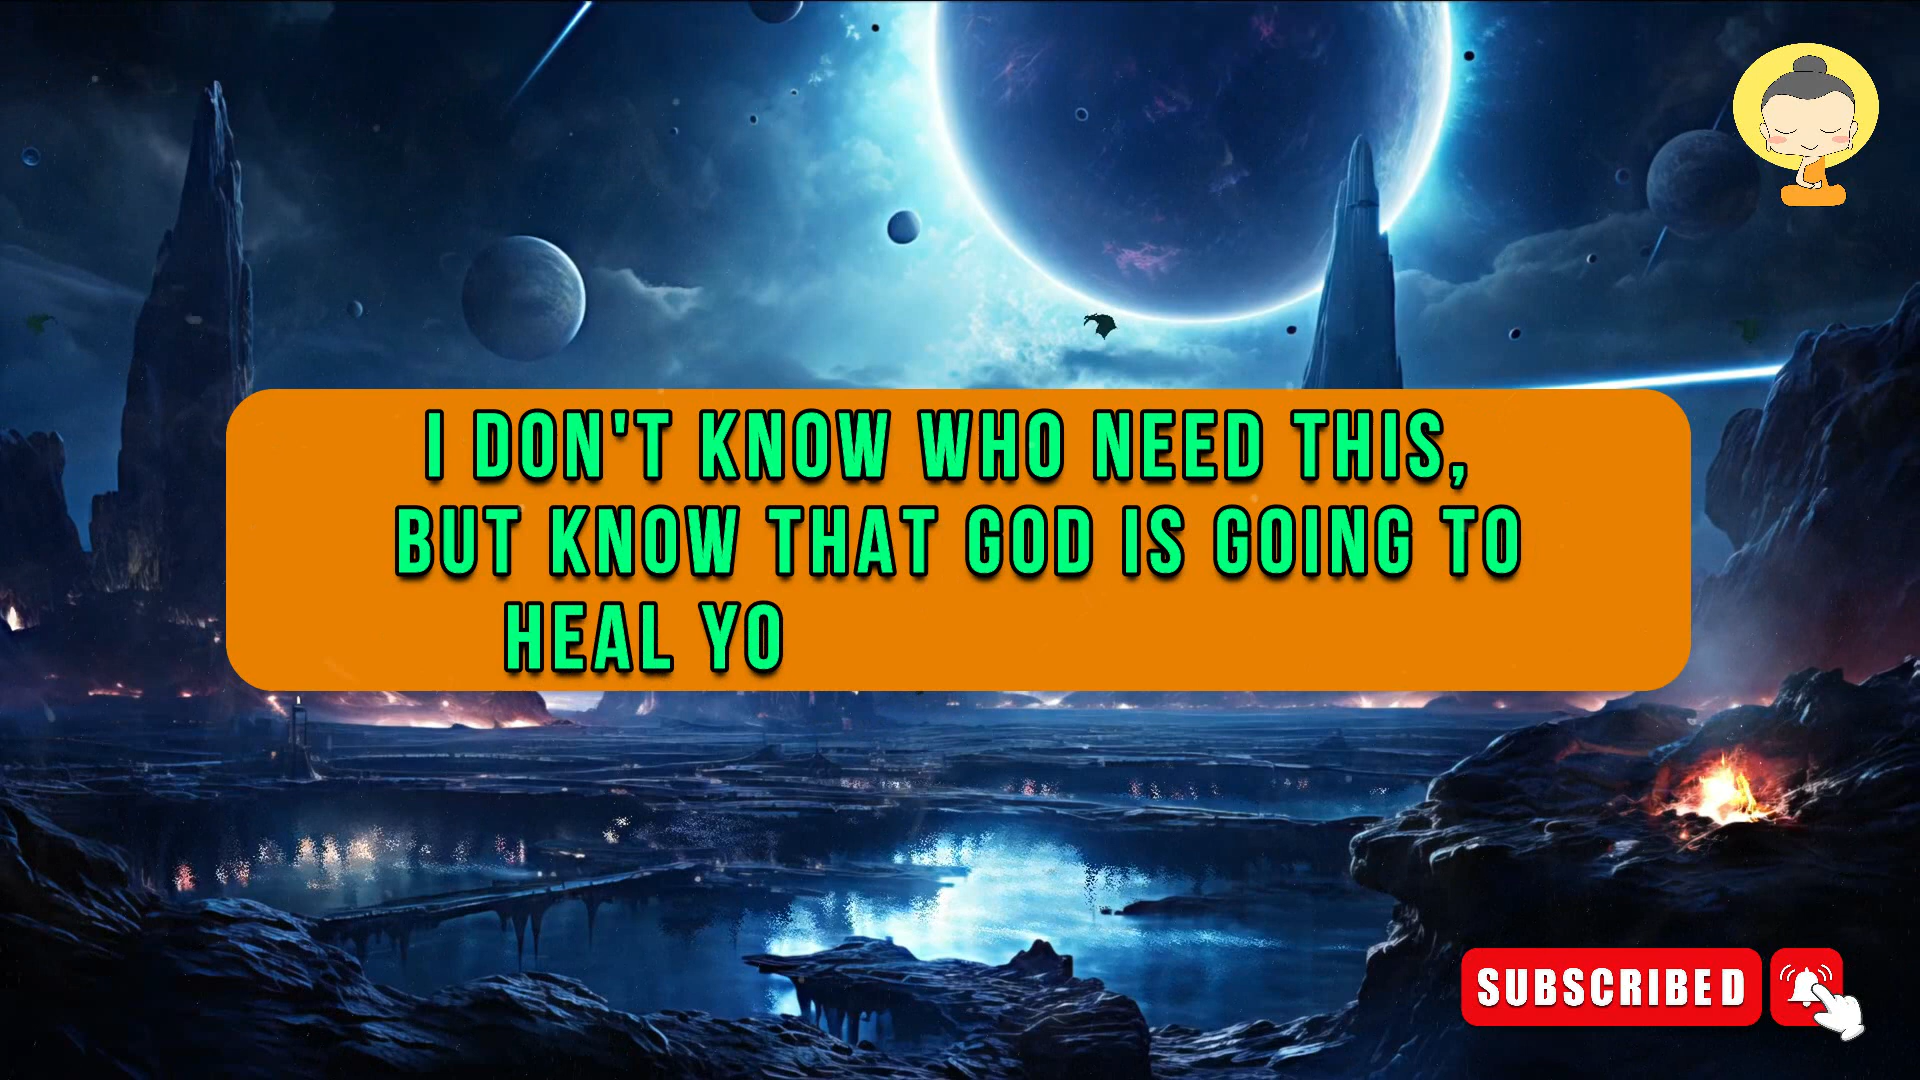 I DON'T KNOW WHO NEED THIS,
BUT KNOW THAT GOD IS GOING TO
HEAL YO
SUBSCRIBED